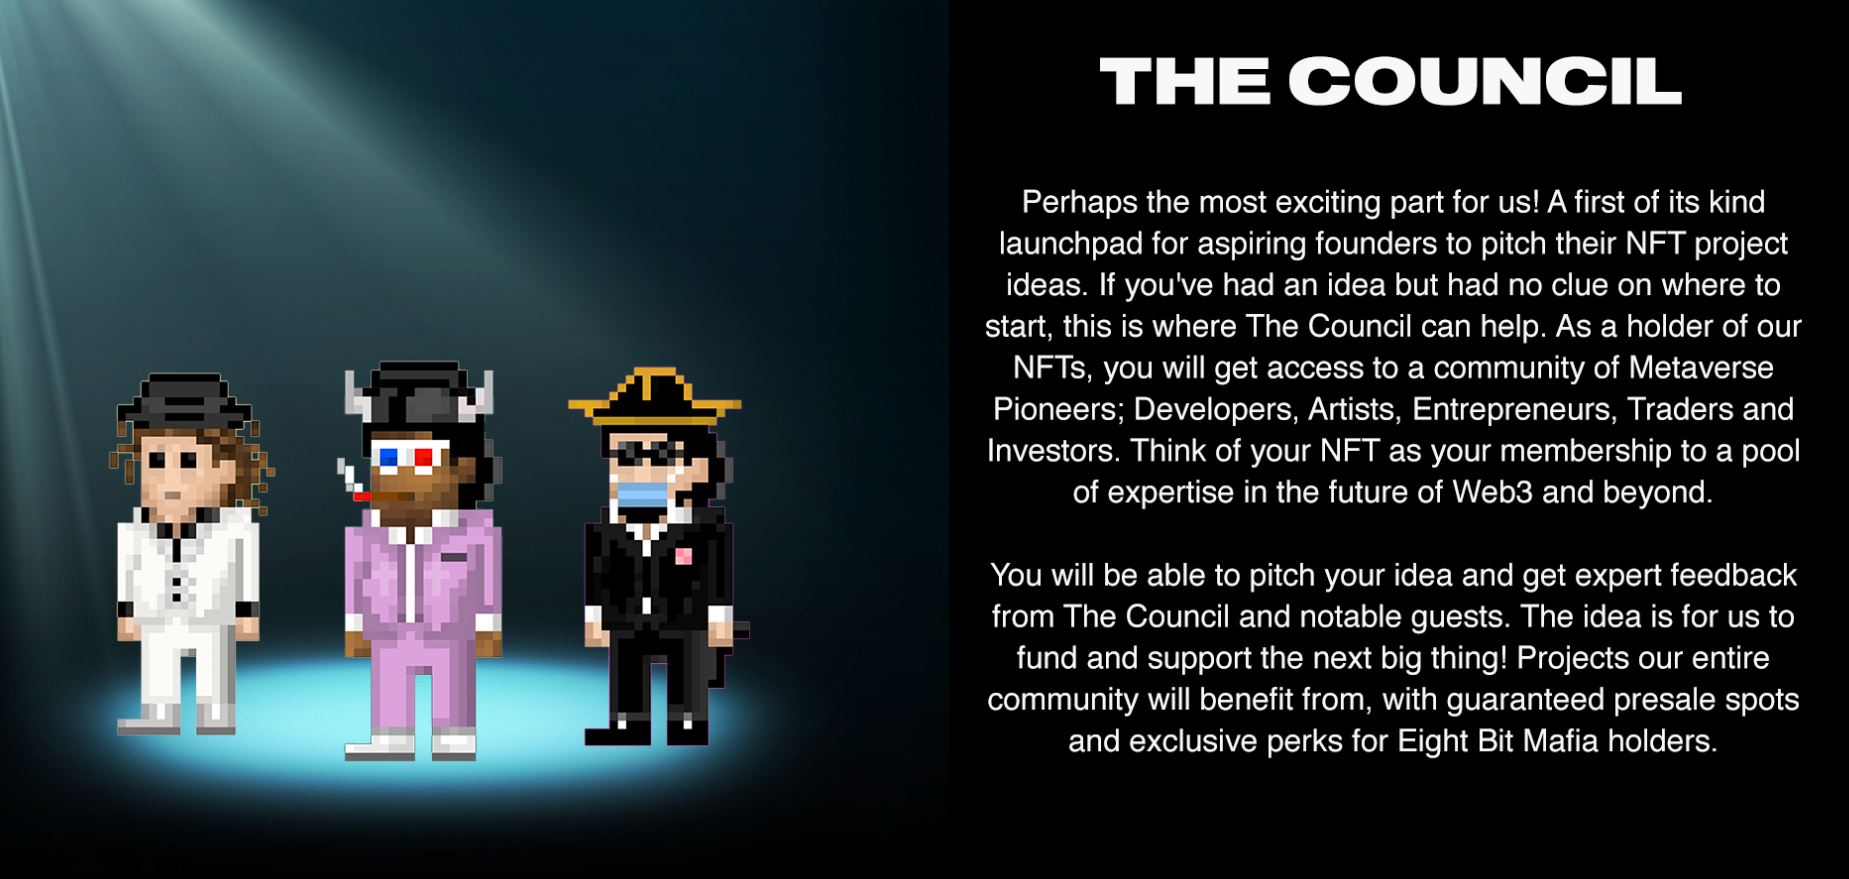 THE COUNCIL
Perhaps the most exciting part for us! A first of its kind
launchpad for aspiring founders to pitch their NFT project
ideas. If you've had an idea but had no clue on where to
start, this is where The Council can help. As a holder of our
NFTs, you will get access to a community of Metaverse
Pioneers; Developers, Artists, Entrepreneurs, Traders and
Investors. Think of your NFT as your membership to a pool
of expertise in the future of Web3 and beyond.
You will be able to pitch your idea and get expert feedback
from The Council and notable guests. The idea is for us to
fund and support the next big thing! Projects our entire
community will benefit from, with guaranteed presale spots
and exclusive perks for Eight Bit Mafia holders.